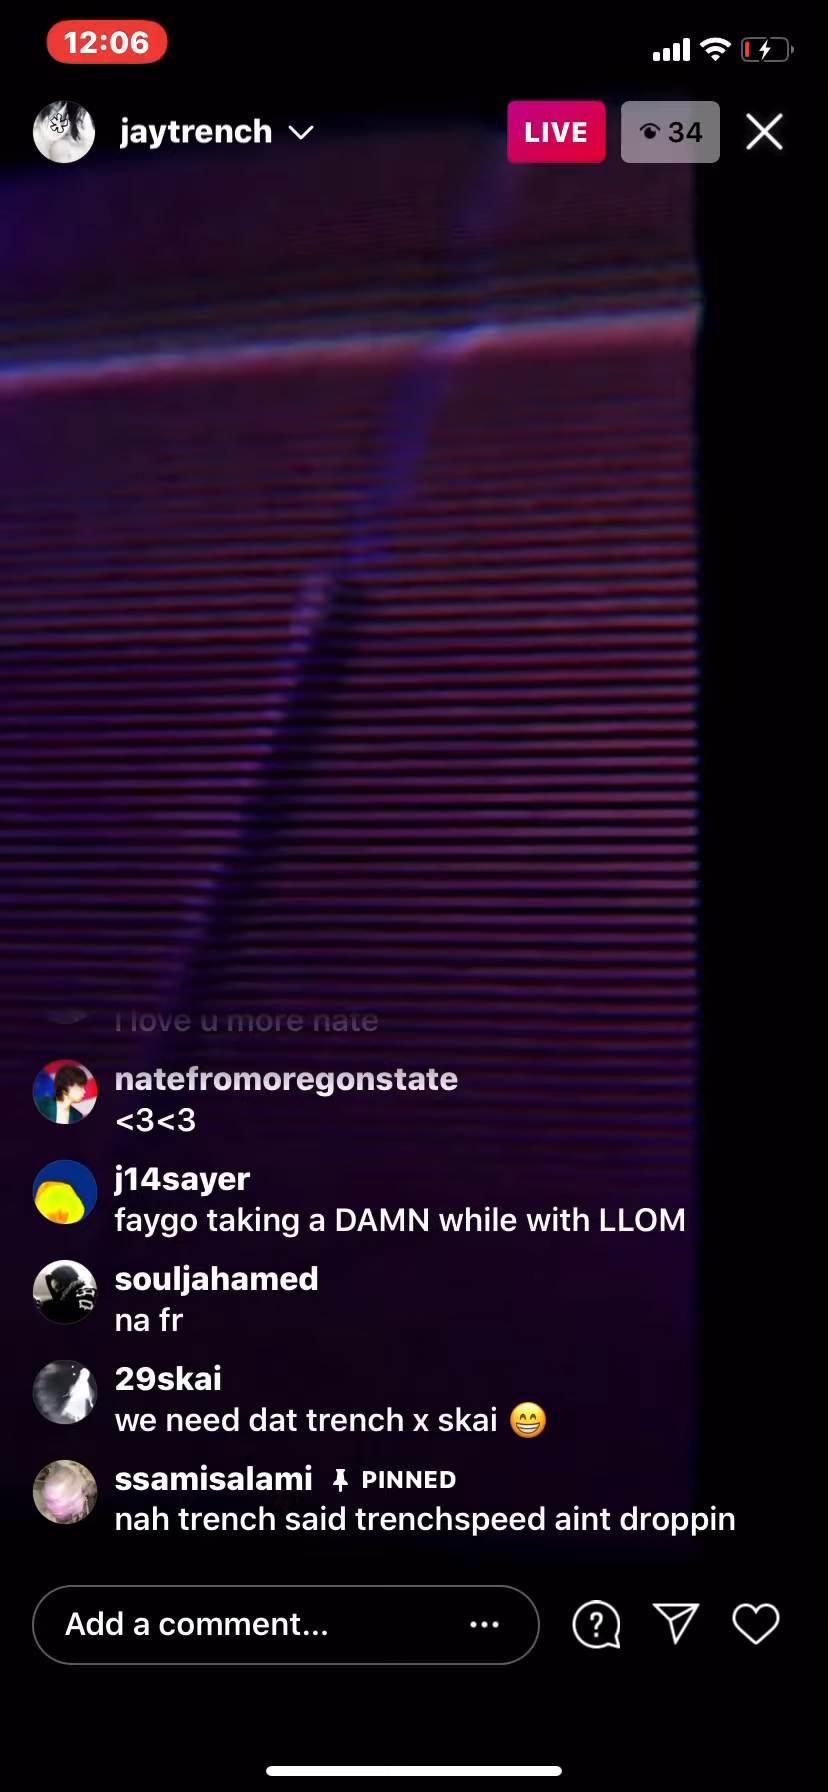 12:06
jaytrench
LIVE
34
I love u more nate
natefromoregonstate
<3<3
j14sayer
faygo taking a DAMN while with LLOM
souljahamed
na fr
29skai
we need dat trench x skai 😁
ssamisalami PINNED
nah trench said trenchspeed aint droppin
Add a comment...